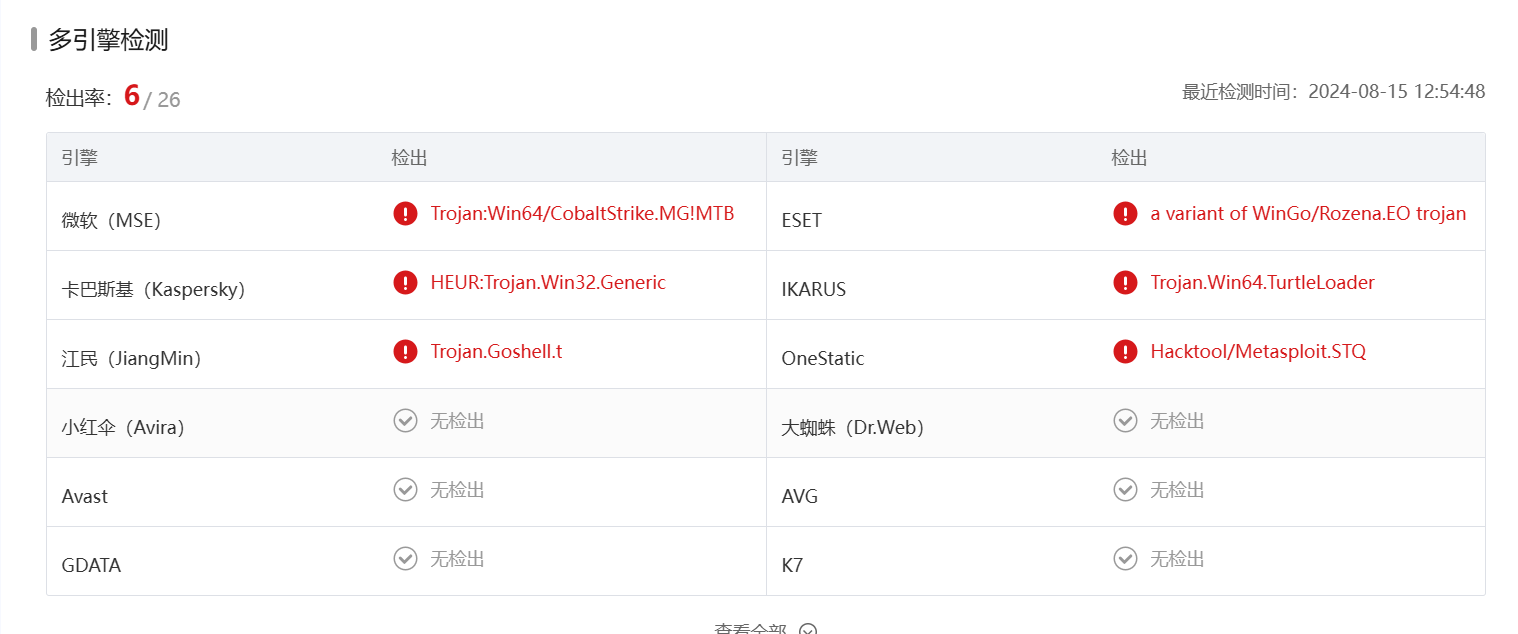 多引擎检测
检出率：6 / 26
最近检测时间：2024-08-15 12:54:48
引擎 检出 引擎 检出
微软（MSE） Trojan:Win64/CobaltStrike.MG!MTB ESET a variant of WinGo/Rozena.EO trojan
卡巴斯基（Kaspersky） HEUR:Trojan.Win32.Generic IKARUS Trojan.Win64.TurtleLoader
江民（JiangMin） Trojan.Goshell.t OneStatic Hacktool/Metasploit.STQ
小红伞（Avira） 无检出 大蜘蛛（Dr.Web） 无检出
Avast 无检出 AVG 无检出
GDATA 无检出 K7 无检出
查看全部